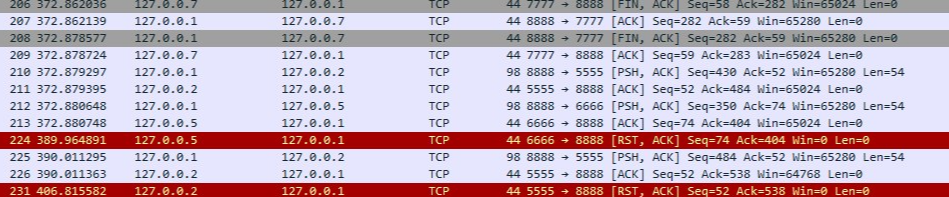 206 372.862036 127.0.0.7 127.0.0.1 TCP 44 7777 → 8888 [FIN, ACK] Seq=58 Ack=282 Win=65024 Len=0
207 372.862139 127.0.0.1 127.0.0.7 TCP 44 8888 → 7777 [ACK] Seq=282 Ack=59 Win=65280 Len=0
208 372.878577 127.0.0.1 127.0.0.7 TCP 44 8888 → 7777 [FIN, ACK] Seq=282 Ack=59 Win=65280 Len=0
209 372.878724 127.0.0.7 127.0.0.1 TCP 44 7777 → 8888 [ACK] Seq=59 Ack=283 Win=65024 Len=0
210 372.879297 127.0.0.1 127.0.0.2 TCP 98 8888 → 5555 [PSH, ACK] Seq=430 Ack=52 Win=65280 Len=54
211 372.879395 127.0.0.2 127.0.0.1 TCP 44 5555 → 8888 [ACK] Seq=52 Ack=484 Win=65024 Len=0
212 372.880648 127.0.0.1 127.0.0.5 TCP 98 8888 → 6666 [PSH, ACK] Seq=350 Ack=74 Win=65280 Len=54
213 372.880748 127.0.0.5 127.0.0.1 TCP 44 6666 → 8888 [ACK] Seq=74 Ack=404 Win=65024 Len=0
224 389.964891 127.0.0.5 127.0.0.1 TCP 44 6666 → 8888 [RST, ACK] Seq=74 Ack=404 Win=0 Len=0
225 390.011295 127.0.0.1 127.0.0.2 TCP 98 8888 → 5555 [PSH, ACK] Seq=484 Ack=52 Win=65280 Len=54
226 390.011363 127.0.0.2 127.0.0.1 TCP 44 5555 → 8888 [ACK] Seq=52 Ack=538 Win=64768 Len=0
231 406.815582 127.0.0.2 127.0.0.1 TCP 44 5555 → 8888 [RST, ACK] Seq=52 Ack=538 Win=0 Len=0